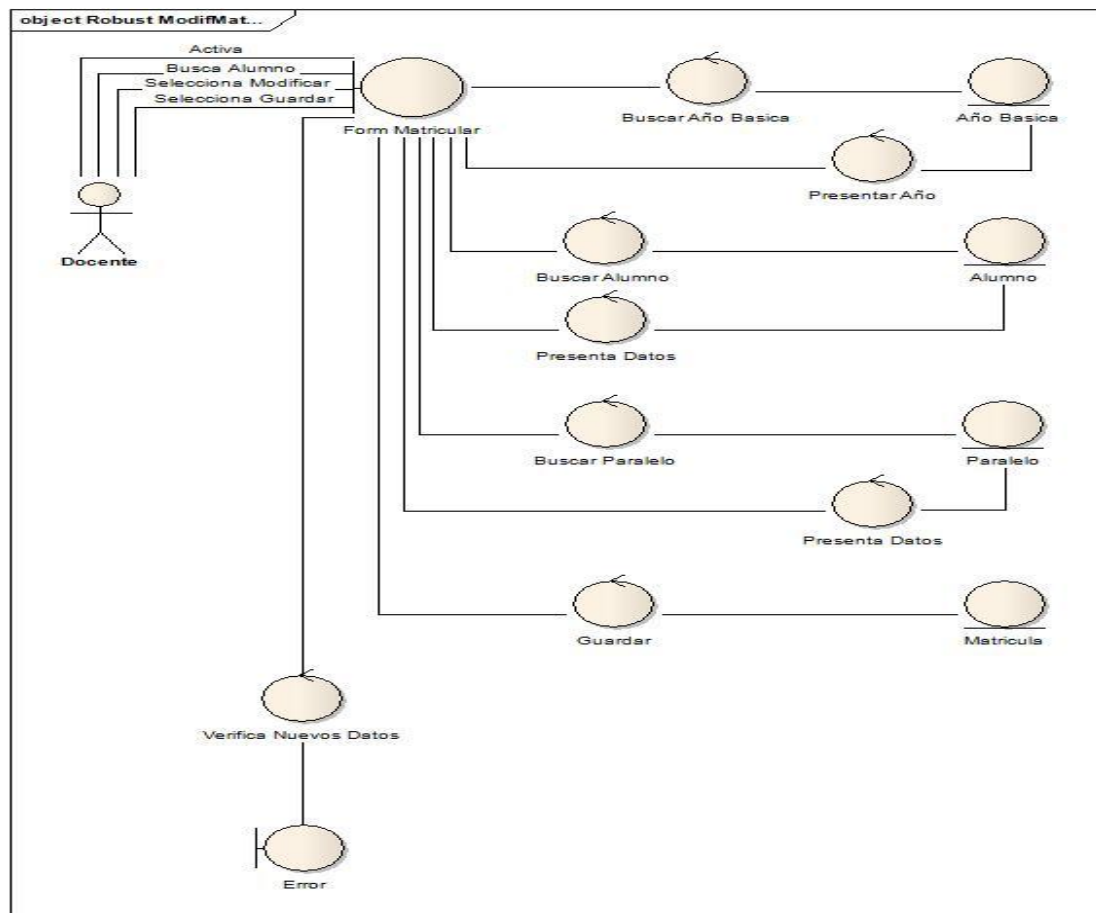 object Robust ModifMat...
Activa
Busca Alumno
Selecciona Modificar
Selecciona Guardar
Form Matricular
Buscar Año Basica
Año Basica
Presentar Año
Docente
Buscar Alumno
Alumno
Presenta Datos
Buscar Paralelo
Paralelo
Presenta Datos
Guardar
Matricula
Verifica Nuevos Datos
Error